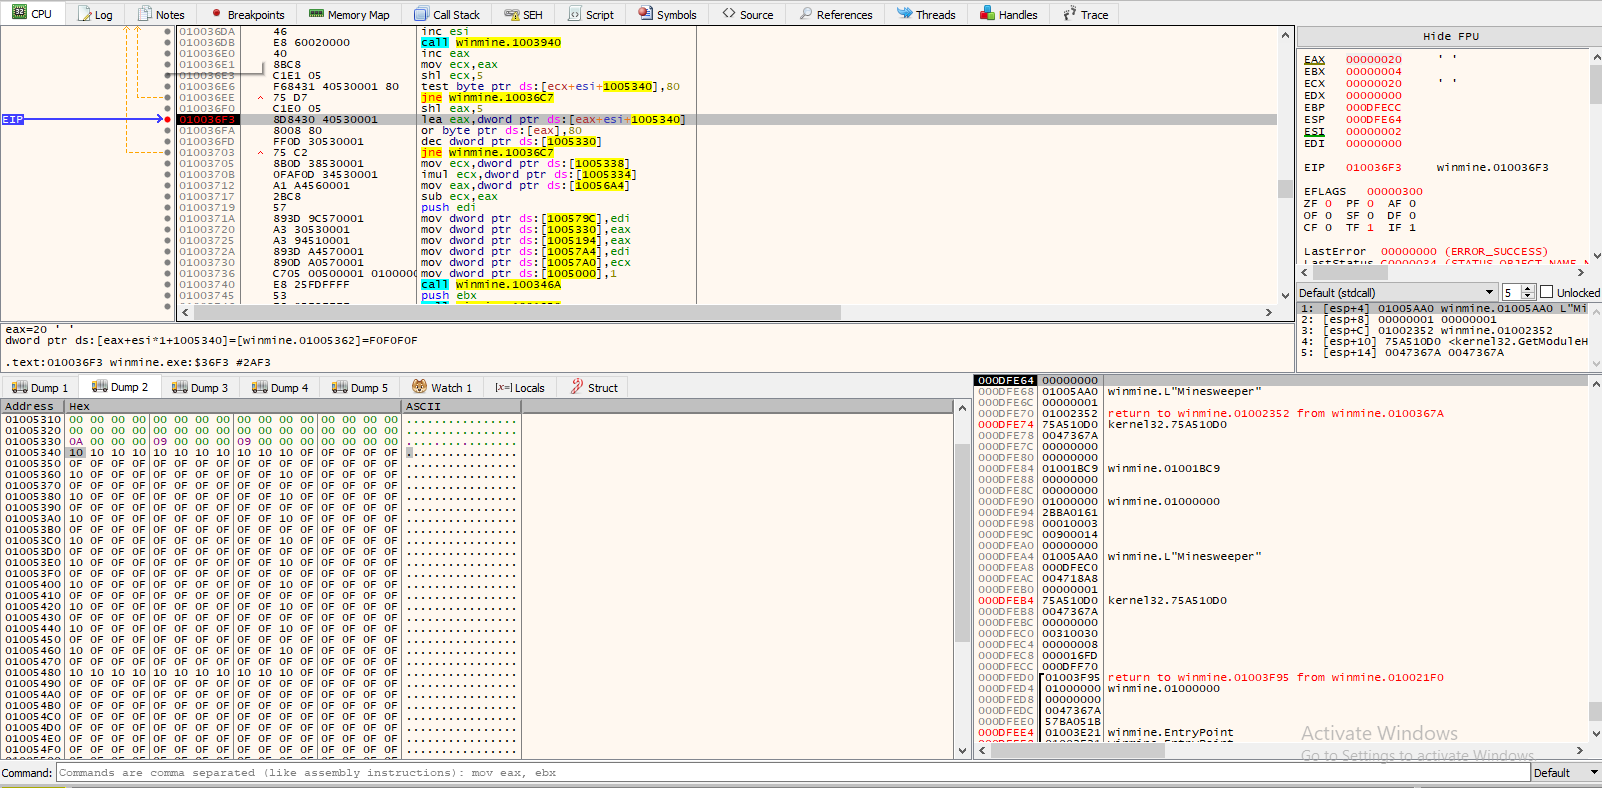 CPU Log Notes Breakpoints Memory Map Call Stack SEH Script Symbols Source References Threads Handles Trace
010036DA 46 inc esi
010036DB E8 60020000 call winmine.1003940
010036E0 40 inc eax
010036E1 8BC8 mov ecx,eax
010036E3 C1E1 05 shl ecx,5
010036E6 F68431 40530001 80 test byte ptr ds:[ecx+esi+1005340],80
010036EE 75 D7 jne winmine.10036C7
010036F0 C1E0 05 shl eax,5
EIP 010036F3 8D8430 40530001 lea eax,dword ptr ds:[eax+esi+1005340]
010036FA 8008 80 or byte ptr ds:[eax],80
010036FD FF0D 30530001 dec dword ptr ds:[1005330]
01003703 75 C2 jne winmine.10036C7
01003705 8B0D 38530001 mov ecx,dword ptr ds:[1005338]
0100370B 0FAF0D 34530001 imul ecx,dword ptr ds:[1005334]
01003712 A1 A4560001 mov eax,dword ptr ds:[10056A4]
01003717 2BC8 sub ecx,eax
01003719 57 push edi
0100371A 893D 9C570001 mov dword ptr ds:[100579C],edi
01003720 A3 30530001 mov dword ptr ds:[1005330],eax
01003725 A3 94510001 mov dword ptr ds:[1005194],eax
0100372A 893D A4570001 mov dword ptr ds:[10057A4],edi
01003730 890D A0570001 mov dword ptr ds:[10057A0],ecx
01003736 C705 00500001 0100000 mov dword ptr ds:[1005000],1
01003740 E8 25FDFFFF call winmine.100346A
01003745 53 push ebx
Hide FPU
EAX 00000020 ' '
EBX 00000004
ECX 00000020 ' '
EDX 00000000
EBP 000DFECC
ESP 000DFE64
ESI 00000002
EDI 00000000
EIP 010036F3 winmine.010036F3
EFLAGS 00000300
ZF 0 PF 0 AF 0
OF 0 SF 0 DF 0
CF 0 TF 1 IF 1
LastError 00000000 (ERROR_SUCCESS)
LastStatus C0000034 (STATUS_OBJECT_NAME_N
Default (stdcall) 5 Unlocked
1: [esp+4] 01005AA0 winmine.01005AA0 L"Mi
2: [esp+8] 00000001 00000001
3: [esp+C] 01002352 winmine.01002352
4: [esp+10] 75A510D0 <kernel32.GetModuleH
5: [esp+14] 0047367A 0047367A
eax=20 ' '
dword ptr ds:[eax+esi*1+1005340]=[winmine.01005362]=F0F0F0F
.text:010036F3 winmine.exe:$36F3 #2AF3
Dump 1 Dump 2 Dump 3 Dump 4 Dump 5 Watch 1 [x=] Locals Struct
Address Hex ASCII
01005310 00 00 00 00 00 00 00 00 00 00 00 00 00 00 00 00 ................
01005320 00 00 00 00 00 00 00 00 00 00 00 00 00 00 00 00 ................
01005330 0A 00 00 00 09 00 00 00 09 00 00 00 00 00 00 00 ................
01005340 10 10 10 10 10 10 10 10 10 10 10 0F 0F 0F 0F 0F ................
01005350 0F 0F 0F 0F 0F 0F 0F 0F 0F 0F 0F 0F 0F 0F 0F 0F ................
01005360 10 0F 0F 0F 0F 0F 0F 0F 0F 0F 10 0F 0F 0F 0F 0F ................
01005370 0F 0F 0F 0F 0F 0F 0F 0F 0F 0F 0F 0F 0F 0F 0F 0F ................
01005380 10 0F 0F 0F 0F 0F 0F 0F 0F 0F 10 0F 0F 0F 0F 0F ................
01005390 0F 0F 0F 0F 0F 0F 0F 0F 0F 0F 0F 0F 0F 0F 0F 0F ................
010053A0 10 0F 0F 0F 0F 0F 0F 0F 0F 0F 10 0F 0F 0F 0F 0F ................
010053B0 0F 0F 0F 0F 0F 0F 0F 0F 0F 0F 0F 0F 0F 0F 0F 0F ................
010053C0 10 0F 0F 0F 0F 0F 0F 0F 0F 0F 10 0F 0F 0F 0F 0F ................
010053D0 0F 0F 0F 0F 0F 0F 0F 0F 0F 0F 0F 0F 0F 0F 0F 0F ................
010053E0 10 0F 0F 0F 0F 0F 0F 0F 0F 0F 10 0F 0F 0F 0F 0F ................
010053F0 0F 0F 0F 0F 0F 0F 0F 0F 0F 0F 0F 0F 0F 0F 0F 0F ................
01005400 10 0F 0F 0F 0F 0F 0F 0F 0F 0F 10 0F 0F 0F 0F 0F ................
01005410 0F 0F 0F 0F 0F 0F 0F 0F 0F 0F 0F 0F 0F 0F 0F 0F ................
01005420 10 0F 0F 0F 0F 0F 0F 0F 0F 0F 10 0F 0F 0F 0F 0F ................
01005430 0F 0F 0F 0F 0F 0F 0F 0F 0F 0F 0F 0F 0F 0F 0F 0F ................
01005440 10 0F 0F 0F 0F 0F 0F 0F 0F 0F 10 0F 0F 0F 0F 0F ................
01005450 0F 0F 0F 0F 0F 0F 0F 0F 0F 0F 0F 0F 0F 0F 0F 0F ................
01005460 10 0F 0F 0F 0F 0F 0F 0F 0F 0F 10 0F 0F 0F 0F 0F ................
01005470 0F 0F 0F 0F 0F 0F 0F 0F 0F 0F 0F 0F 0F 0F 0F 0F ................
01005480 10 10 10 10 10 10 10 10 10 10 10 0F 0F 0F 0F 0F ................
01005490 0F 0F 0F 0F 0F 0F 0F 0F 0F 0F 0F 0F 0F 0F 0F 0F ................
010054A0 0F 0F 0F 0F 0F 0F 0F 0F 0F 0F 0F 0F 0F 0F 0F 0F ................
010054B0 0F 0F 0F 0F 0F 0F 0F 0F 0F 0F 0F 0F 0F 0F 0F 0F ................
010054C0 0F 0F 0F 0F 0F 0F 0F 0F 0F 0F 0F 0F 0F 0F 0F 0F ................
010054D0 0F 0F 0F 0F 0F 0F 0F 0F 0F 0F 0F 0F 0F 0F 0F 0F ................
010054E0 0F 0F 0F 0F 0F 0F 0F 0F 0F 0F 0F 0F 0F 0F 0F 0F ................
010054F0 0F 0F 0F 0F 0F 0F 0F 0F 0F 0F 0F 0F 0F 0F 0F 0F ................
000DFE64 00000000
000DFE68 01005AA0 winmine.L"Minesweeper"
000DFE6C 00000001
000DFE70 01002352 return to winmine.01002352 from winmine.0100367A
000DFE74 75A510D0 kernel32.75A510D0
000DFE78 0047367A
000DFE7C 00000000
000DFE80 00000000
000DFE84 01001BC9 winmine.01001BC9
000DFE88 00000000
000DFE8C 00000000
000DFE90 01000000 winmine.01000000
000DFE94 2BBA0161
000DFE98 00010003
000DFE9C 00900014
000DFEA0 00000000
000DFEA4 01005AA0 winmine.L"Minesweeper"
000DFEA8 000DFEC0
000DFEAC 004718A8
000DFEB0 00000001
000DFEB4 75A510D0 kernel32.75A510D0
000DFEB8 0047367A
000DFEBC 00000000
000DFEC0 00310030
000DFEC4 00000008
000DFEC8 000016FD
000DFECC 000DFF70
000DFED0 01003F95 return to winmine.01003F95 from winmine.010021F0
000DFED4 01000000 winmine.01000000
000DFED8 00000000
000DFEDC 0047367A
000DFEE0 57BA051B
000DFEE4 01003E21 winmine.EntryPoint
Activate Windows
Go to Settings to activate Windows.
Command: Commands are comma separated (like assembly instructions): mov eax, ebx Default